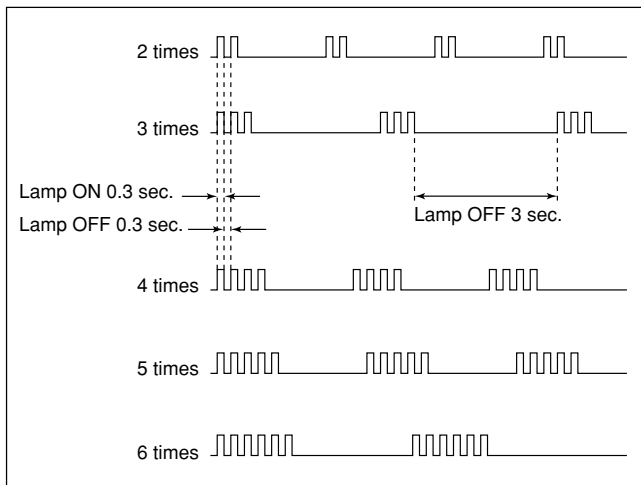 2 times
3 times
Lamp ON 0.3 sec.
Lamp OFF 3 sec.
Lamp OFF 0.3 sec.
4 times
5 times
6 times